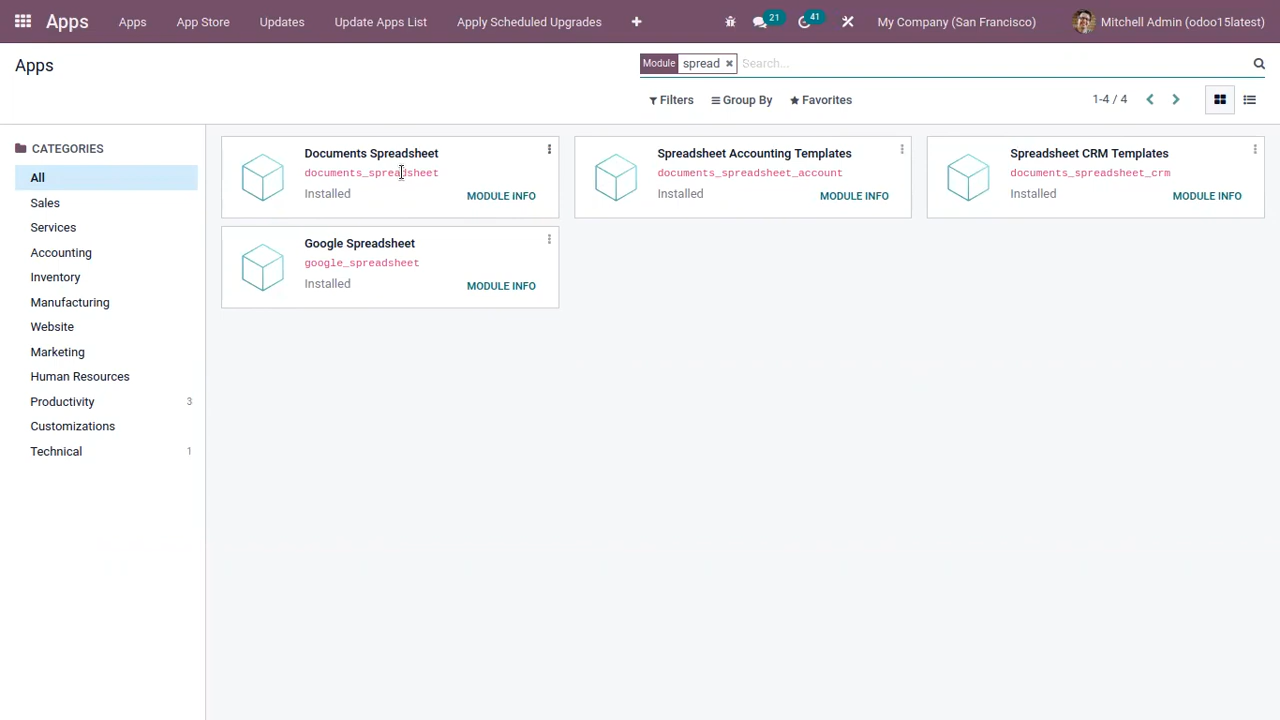 Apps Apps App Store Updates Update Apps List Apply Scheduled Upgrades 21 41 My Company (San Francisco) Mitchell Admin (odoo15latest)
Apps
Module spread Search...
Filters Group By Favorites 1-4 / 4
CATEGORIES
All
Sales
Services
Accounting
Inventory
Manufacturing
Website
Marketing
Human Resources
Productivity 3
Customizations
Technical 1
Documents Spreadsheet
documents_spreadsheet
Installed MODULE INFO
Spreadsheet Accounting Templates
documents_spreadsheet_account
Installed MODULE INFO
Spreadsheet CRM Templates
documents_spreadsheet_crm
Installed MODULE INFO
Google Spreadsheet
google_spreadsheet
Installed MODULE INFO